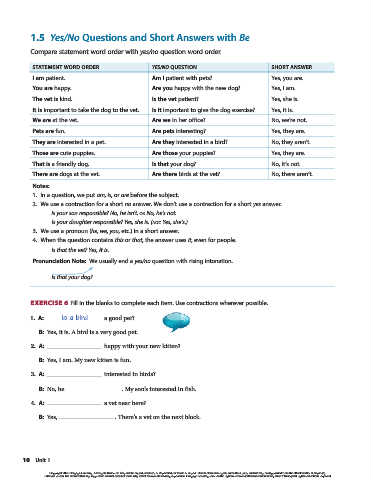 1.5 Yes/No Questions and Short Answers with Be
Compare statement word order with yes/no question word order.
STATEMENT WORD ORDER YES/NO QUESTION SHORT ANSWER
I am patient. Am I patient with pets? Yes, you are.
You are happy. Are you happy with the new dog? Yes, I am.
The vet is kind. Is the vet patient? Yes, she is.
It is important to take the dog to the vet. Is it important to give the dog exercise? Yes, it is.
We are at the vet. Are we in her office? No, we're not.
Pets are fun. Are pets interesting? Yes, they are.
They are interested in a pet. Are they interested in a bird? No, they aren't.
Those are cute puppies. Are those your puppies? Yes, they are.
That is a friendly dog. Is that your dog? No, it's not.
There are dogs at the vet. Are there birds at the vet? No, there aren't.
Notes:
1. In a question, we put am, is, or are before the subject.
2. We use a contraction for a short no answer. We don't use a contraction for a short yes answer.
Is your son responsible? No, he isn't. OR No, he's not.
Is your daughter responsible? Yes, she is. (NOT: Yes, she's.)
3. We use a pronoun (he, we, you, etc.) in a short answer.
4. When the question contains this or that, the answer uses it, even for people.
Is that the vet? Yes, it is.
Pronunciation Note: We usually end a yes/no question with rising intonation.
Is that your dog?
EXERCISE 6 Fill in the blanks to complete each item. Use contractions wherever possible.
1. A: Is a bird a good pet?
B: Yes, it is. A bird is a very good pet.
2. A: happy with your new kitten?
B: Yes, I am. My new kitten is fun.
3. A: interested in birds?
B: No, he . My son's interested in fish.
4. A: a vet near here?
B: Yes, . There's a vet on the next block.
10 Unit 1